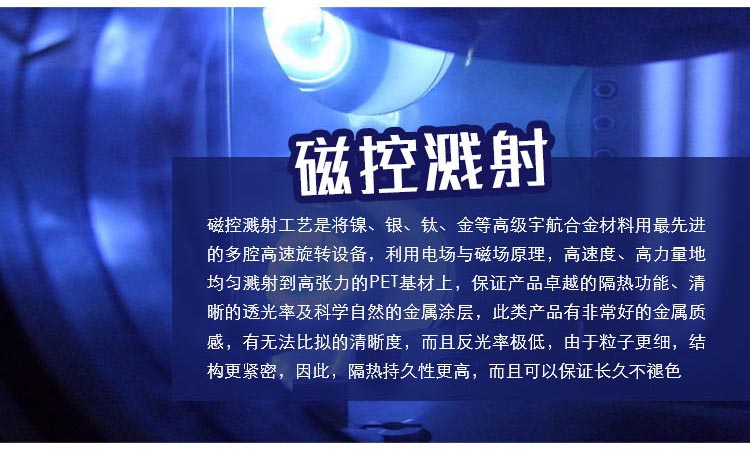 磁控溅射
磁控溅射工艺是将镍、银、钛、金等高级宇航合金材料用最先进
的多腔高速旋转设备，利用电场与磁场原理，高速度、高力量地
均匀溅射到高张力的PET基材上，保证产品卓越的隔热功能、清
晰的透光率及科学自然的金属涂层，此类产品有非常好的金属质
感，有无法比拟的清晰度，而且反光率极低，由于粒子更细，结
构更紧密，因此，隔热持久性更高，而且可以保证长久不褪色